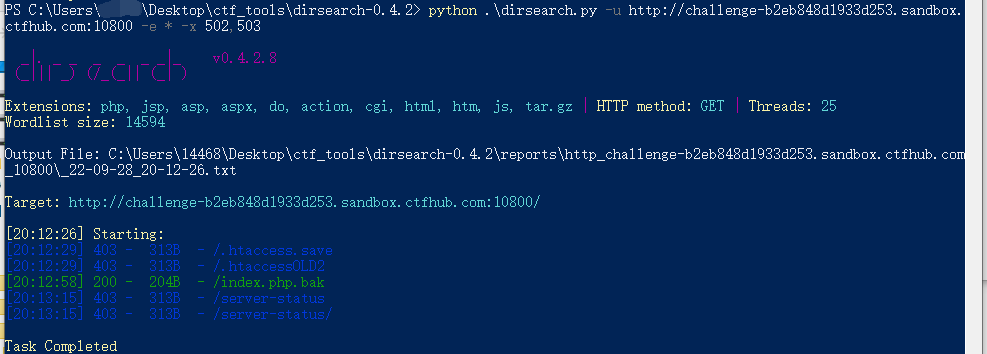 PS C:\Users\ \Desktop\ctf_tools\dirsearch-0.4.2> python .\dirsearch.py -u http://challenge-b2eb848d1933d253.sandbox.
ctfhub.com:10800 -e * -x 502,503
v0.4.2.8
Extensions: php, jsp, asp, aspx, do, action, cgi, html, htm, js, tar.gz | HTTP method: GET | Threads: 25
Wordlist size: 14594
Output File: C:\Users\14468\Desktop\ctf_tools\dirsearch-0.4.2\reports\http_challenge-b2eb848d1933d253.sandbox.ctfhub.com
_10800\_22-09-28_20-12-26.txt
Target: http://challenge-b2eb848d1933d253.sandbox.ctfhub.com:10800/
[20:12:26] Starting:
[20:12:29] 403 - 313B - /.htaccess.save
[20:12:29] 403 - 313B - /.htaccessOLD2
[20:12:58] 200 - 204B - /index.php.bak
[20:13:15] 403 - 313B - /server-status
[20:13:15] 403 - 313B - /server-status/
Task Completed